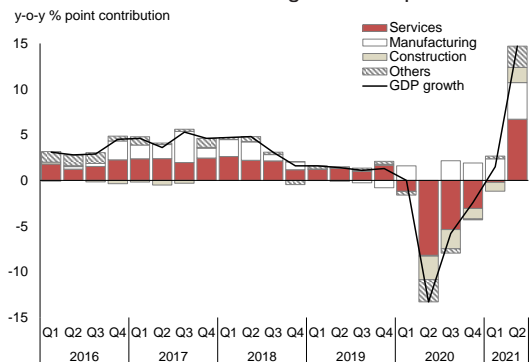 y-o-y % point contribution
15
10
5
0
-5
-10
-15
Services
Manufacturing
Construction
Others
GDP growth
Q1 Q2 Q3 Q4 Q1 Q2 Q3 Q4 Q1 Q2 Q3 Q4 Q1 Q2 Q3 Q4 Q1 Q2 Q3 Q4 Q1 Q2
2016 2017 2018 2019 2020 2021